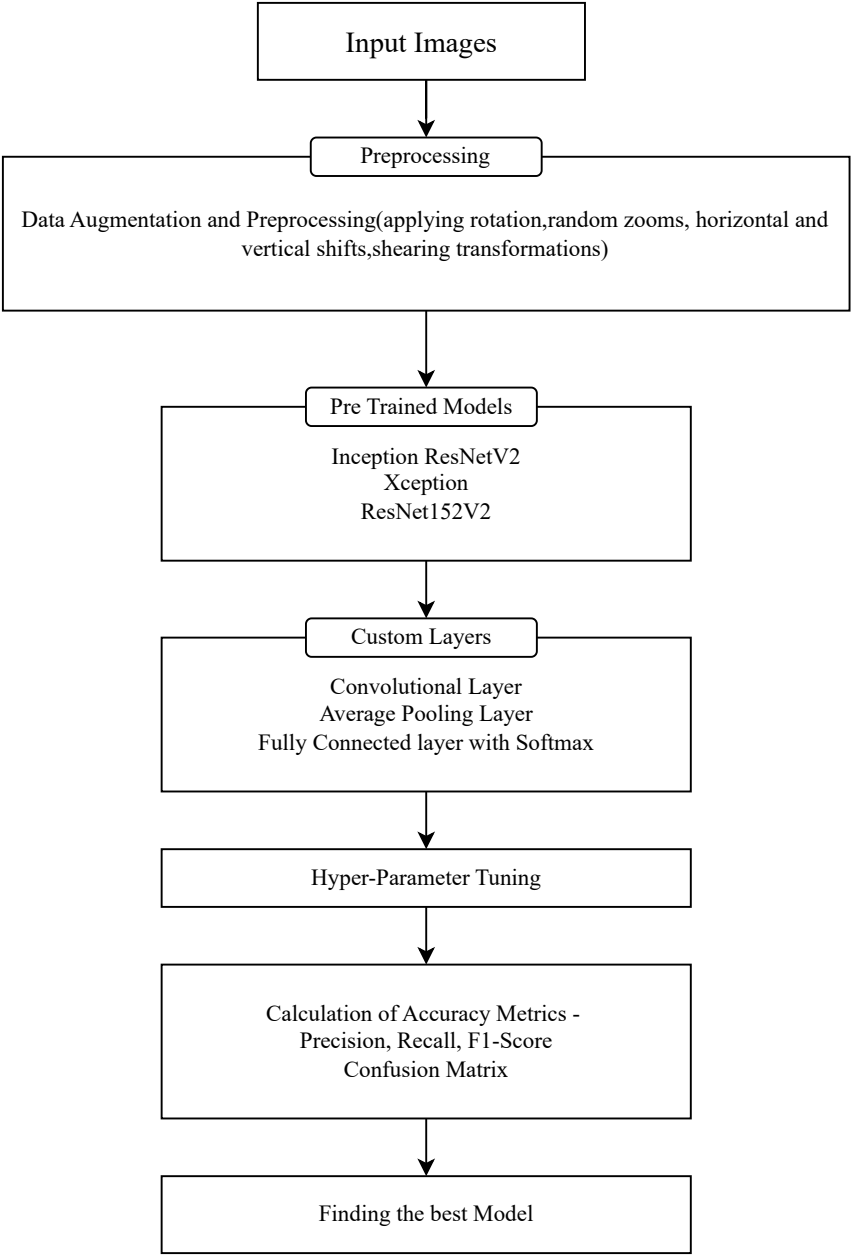 Input Images
Preprocessing
Data Augmentation and Preprocessing(applying rotation,random zooms, horizontal and
vertical shifts,shearing transformations)
Pre Trained Models
Inception ResNetV2
Xception
ResNet152V2
Custom Layers
Convolutional Layer
Average Pooling Layer
Fully Connected layer with Softmax
Hyper-Parameter Tuning
Calculation of Accuracy Metrics -
Precision, Recall, F1-Score
Confusion Matrix
Finding the best Model